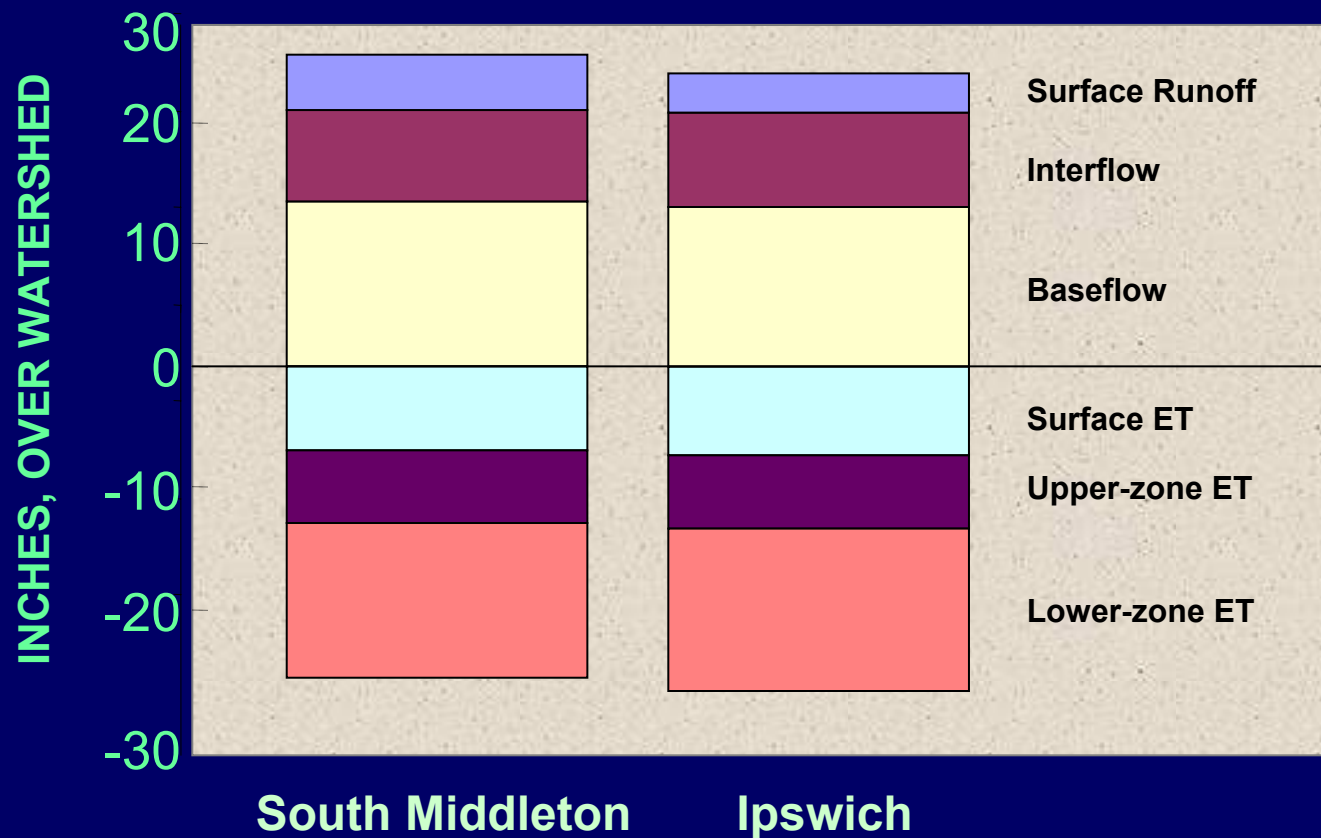 INCHES, OVER WATERSHED
30
20
10
0
-10
-20
-30
Surface Runoff
Interflow
Baseflow
Surface ET
Upper-zone ET
Lower-zone ET
South Middleton
Ipswich